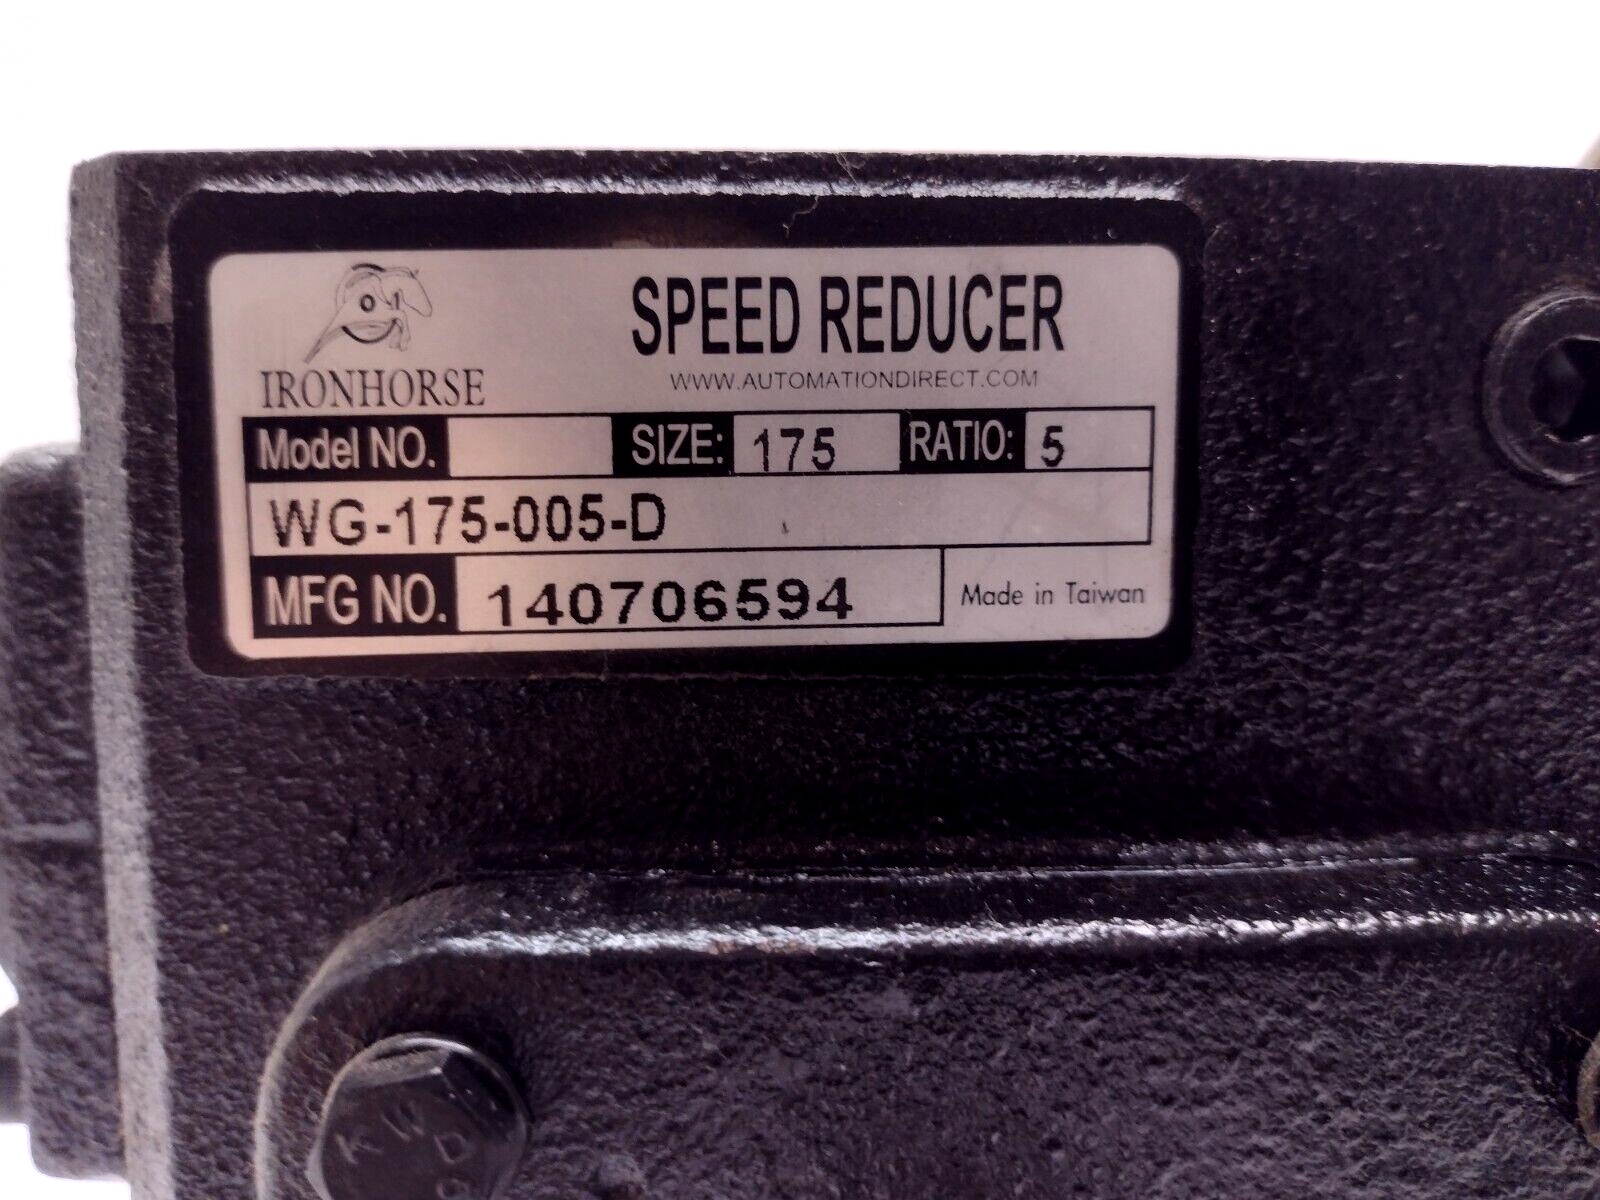 IRONHORSE
SPEED REDUCER
WWW.AUTOMATIONDIRECT.COM
Model NO. SIZE: 175 RATIO: 5
WG-175-005-D
MFG NO. 140706594 Made in Taiwan
KWD